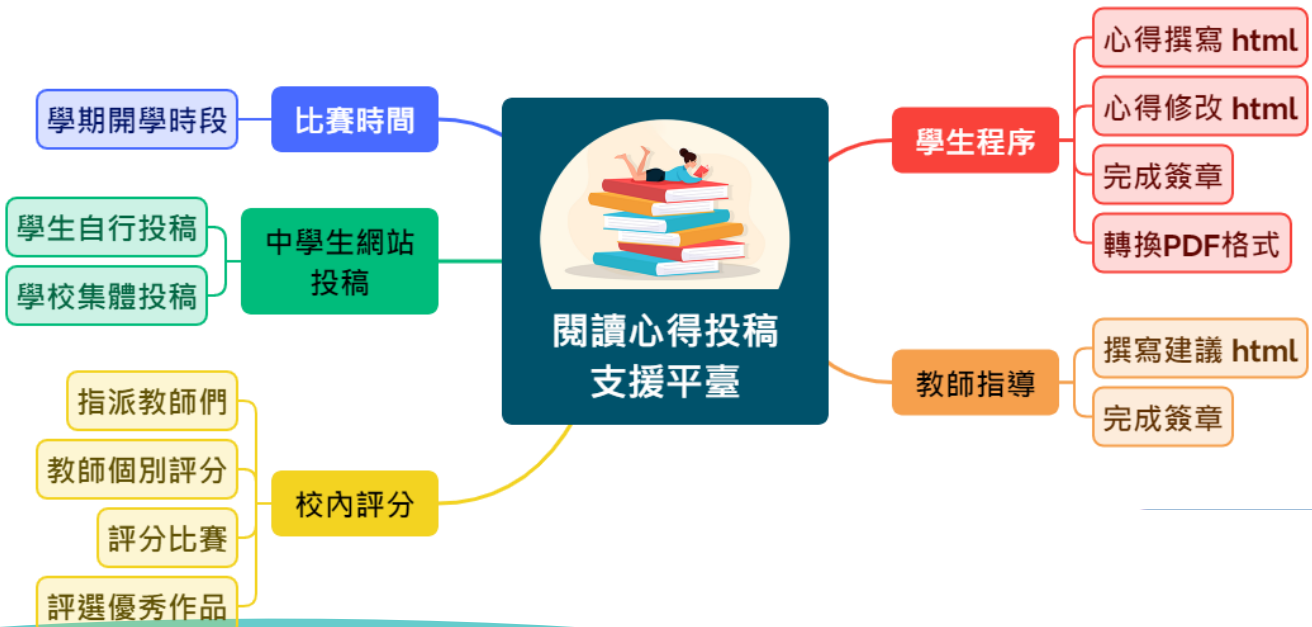 閱讀心得投稿
支援平臺
學生程序
心得撰寫 html
心得修改 html
完成簽章
轉換PDF格式
教師指導
撰寫建議 html
完成簽章
比賽時間
學期開學時段
中學生網站
投稿
學生自行投稿
學校集體投稿
校內評分
指派教師們
教師個別評分
評分比賽
評選優秀作品